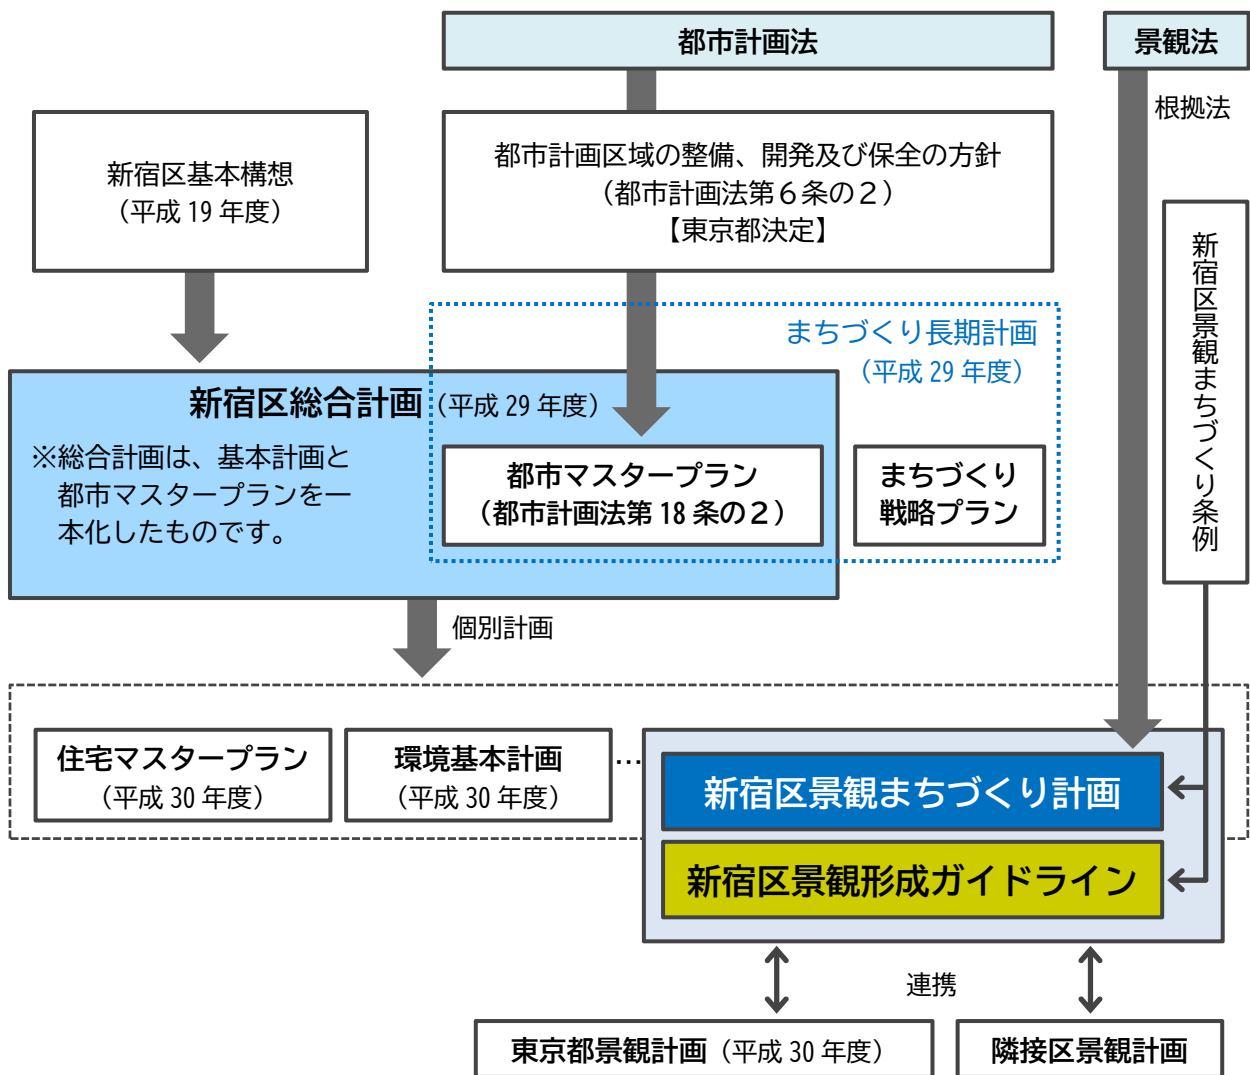 都市計画法
景観法
根拠法
新宿区基本構想
（平成 19 年度）
都市計画区域の整備、開発及び保全の方針
（都市計画法第６条の２）
【東京都決定】
新宿区景観まちづくり条例
まちづくり長期計画
（平成 29 年度）
新宿区総合計画（平成 29 年度）
※総合計画は、基本計画と
都市マスタープランを一
本化したものです。
都市マスタープラン
（都市計画法第 18 条の２）
まちづくり
戦略プラン
個別計画
住宅マスタープラン
（平成 30 年度）
環境基本計画
（平成 30 年度）
…
新宿区景観まちづくり計画
新宿区景観形成ガイドライン
連携
東京都景観計画（平成 30 年度）
隣接区景観計画